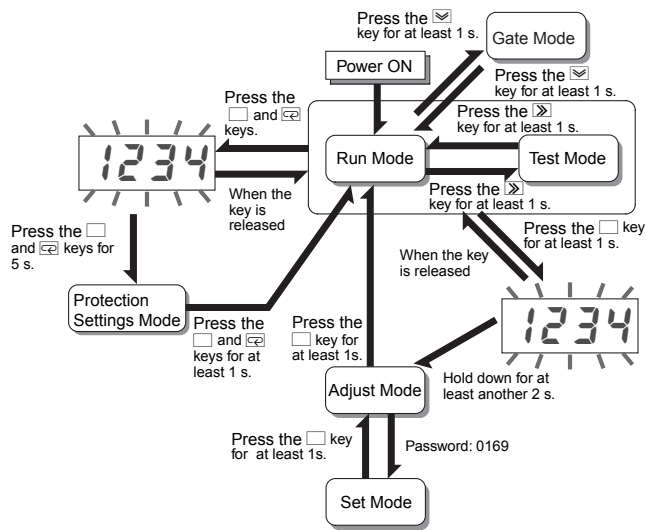 Press the
key for at least 1 s.
Gate Mode
Power ON
Press the
key for at least 1 s.
Press the
and
keys.
Press the
key for at least 1 s.
1234
Run Mode
Test Mode
When the
key is
released
Press the
key for at least 1 s.
Press the
and keys for
5 s.
When the key
is released
Press the key
for at least 1 s.
Protection
Settings Mode
Press the
and
keys for at
least 1 s.
Press the
key for
at least 1s.
1234
Adjust Mode
Hold down for at
least another 2 s.
Press the key
for at least 1s.
Password: 0169
Set Mode